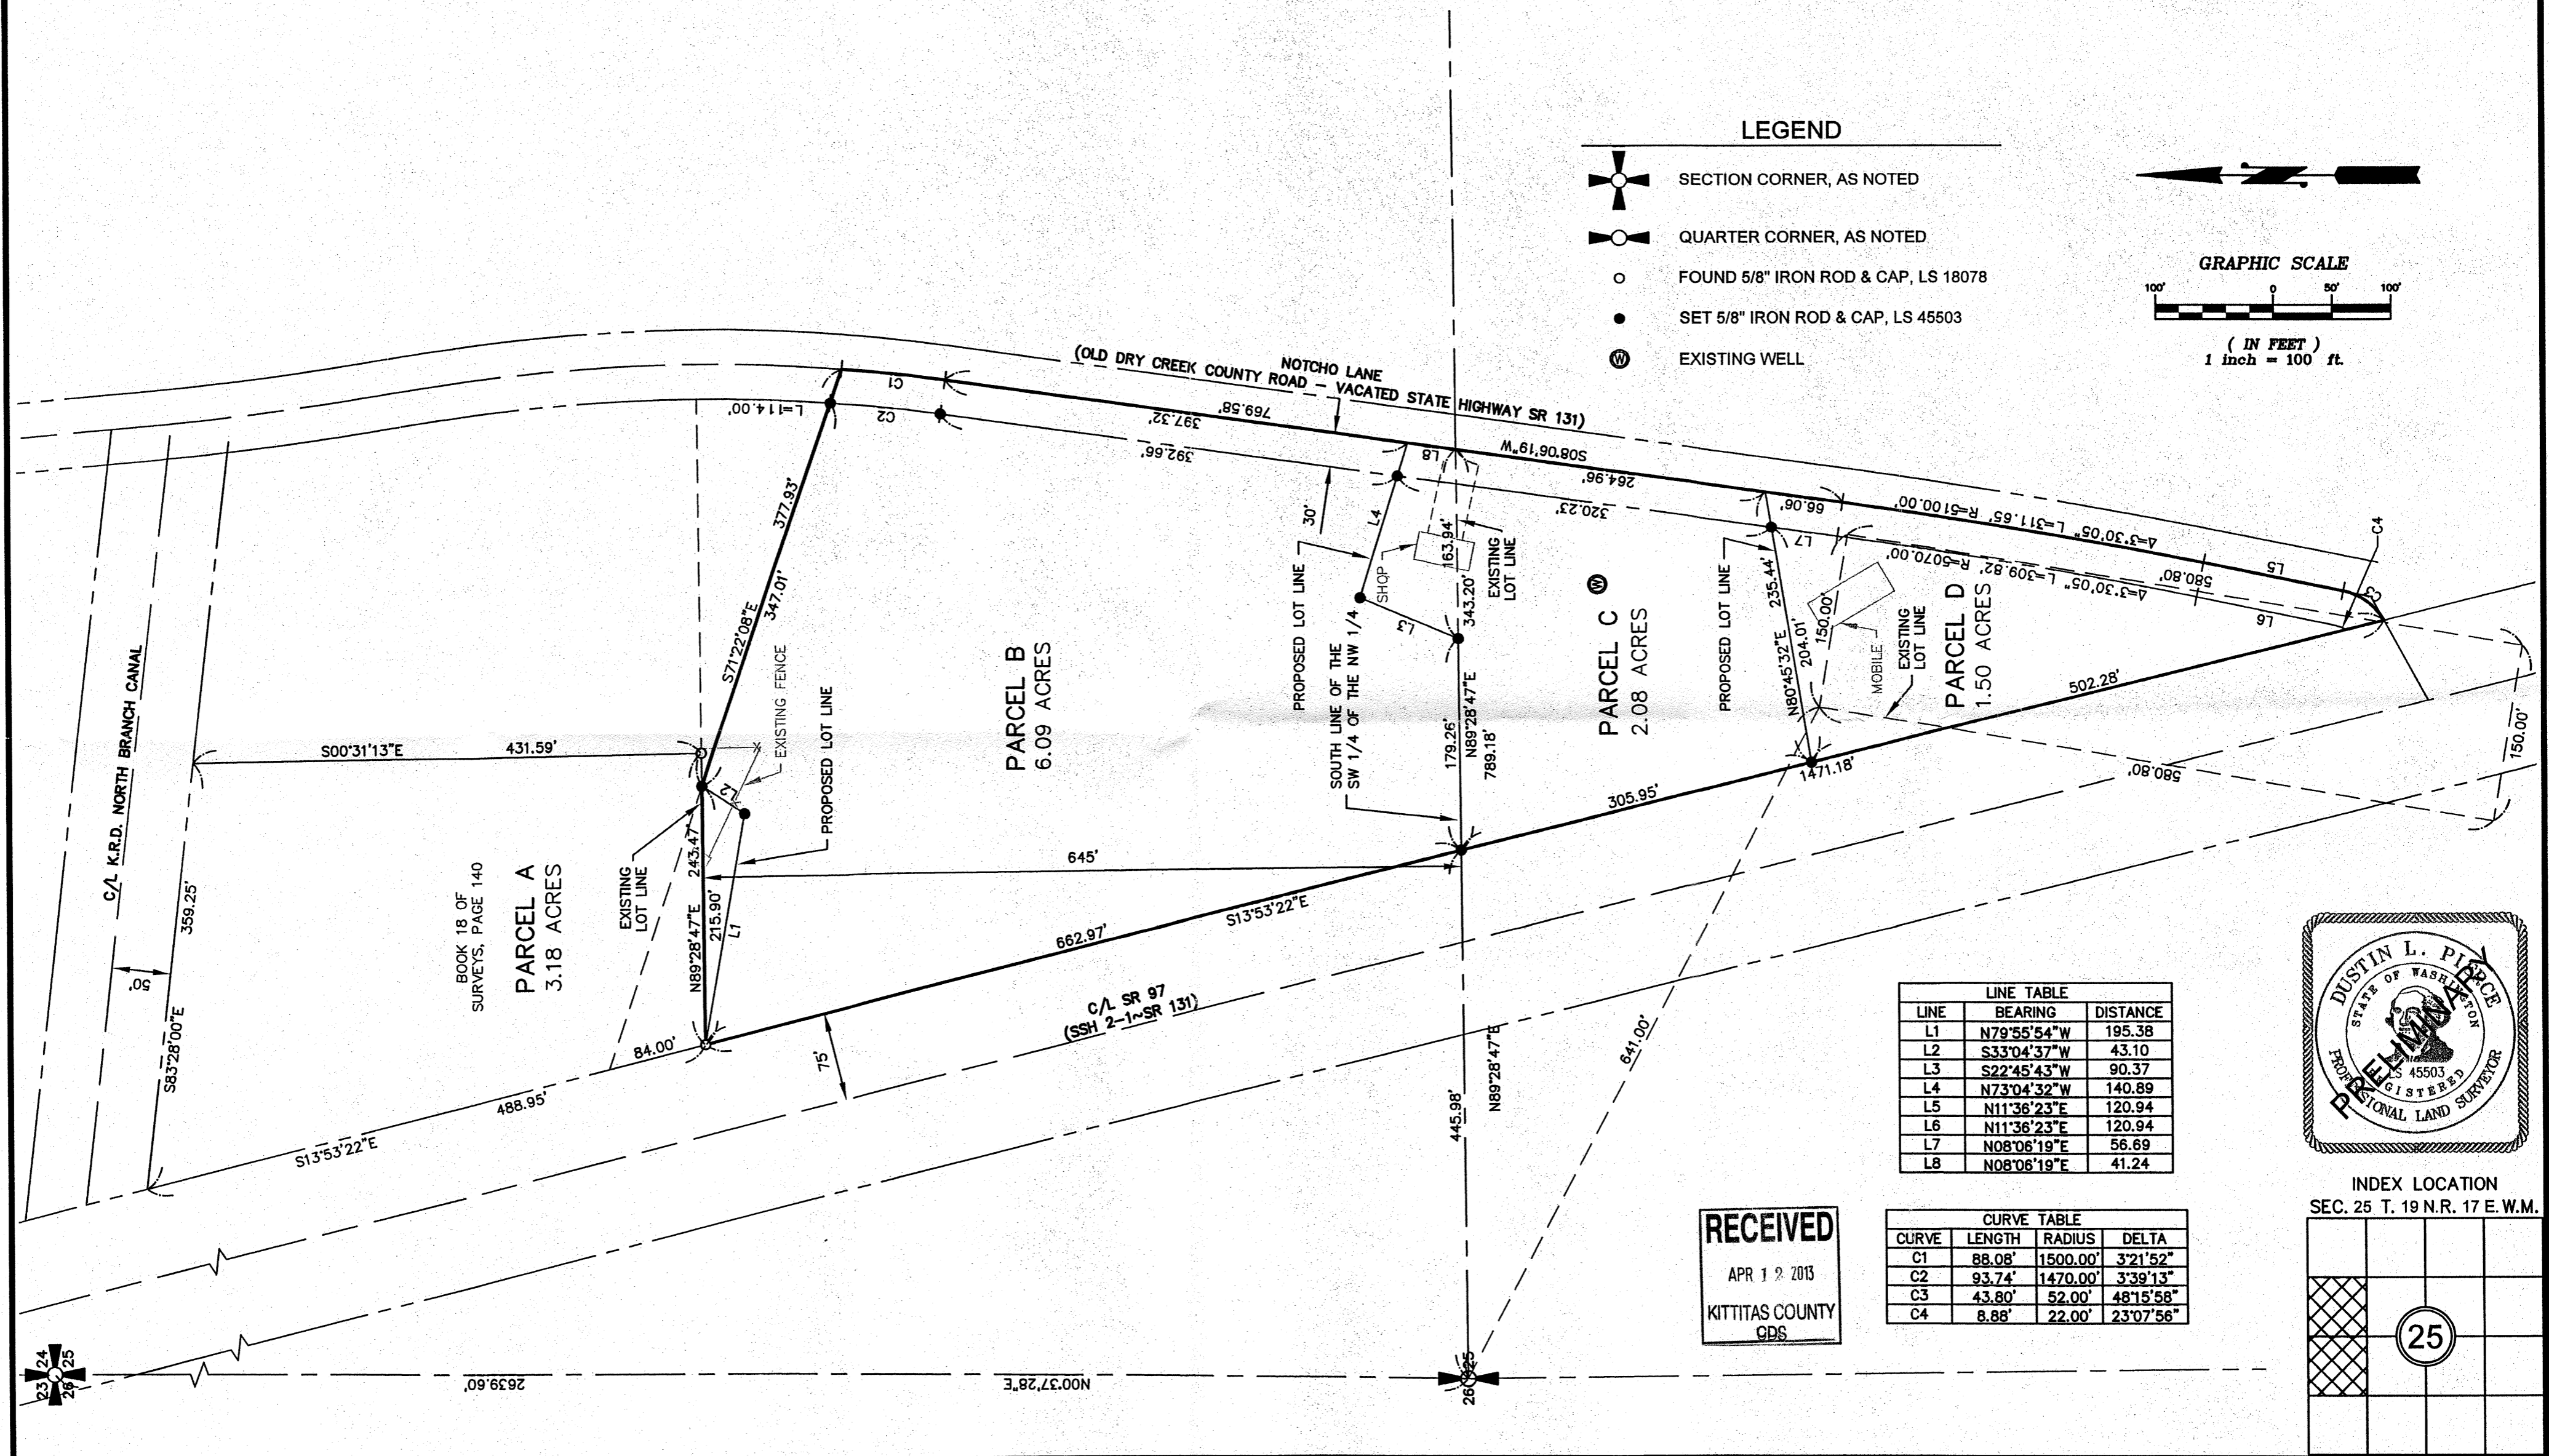 LEGEND
SECTION CORNER, AS NOTED
QUARTER CORNER, AS NOTED
FOUND 5/8" IRON ROD & CAP, LS 18078
SET 5/8" IRON ROD & CAP, LS 45503
W EXISTING WELL
GRAPHIC SCALE
100' 0 50' 100'
( IN FEET )
1 inch = 100 ft.
(OLD DRY CREEK COUNTY ROAD – VACATED STATE HIGHWAY SR 131)
NOTCHO LANE
C1
C2
L=114.00'
769.58'
397.32'
392.66'
L8
S08°06'19"W
264.96'
320.23'
66.06'
L7
Δ=3°30'05" L=311.65' R=5100.00'
Δ=3°30'05" L=309.82' R=5070.00'
580.80'
L5
L6
C3
C4
C/L K.R.D. NORTH BRANCH CANAL
50'
S83°28'00"E
359.25'
S00°31'13"E 431.59'
BOOK 18 OF
SURVEYS, PAGE 140
PARCEL A
3.18 ACRES
EXISTING
LOT LINE
N89°28'47"E
243.47'
215.90'
L1
L2
EXISTING FENCE
PROPOSED LOT LINE
S71°22'08"E
377.93'
347.01'
PARCEL B
6.09 ACRES
645'
30'
PROPOSED LOT LINE
L4
L3
SHOP
163.94'
EXISTING
LOT LINE
343.20'
SOUTH LINE OF THE
SW 1/4 OF THE NW 1/4
179.26'
N89°28'47"E
789.18'
PARCEL C
2.08 ACRES
W
PROPOSED LOT LINE
235.44'
N80°45'32"E
204.01'
150.00'
MOBILE
EXISTING
LOT LINE
PARCEL D
1.50 ACRES
502.28'
1471.18'
305.95'
580.80'
150.00'
S13°53'22"E
662.97'
84.00'
488.95'
S13°53'22"E
75'
C/L SR 97
(SSH 2-1~SR 131)
445.98'
N89°28'47"E
641.00'
2639.60'
N00°37'28"E
23 24
26 25
26 25
LINE TABLE
LINE BEARING DISTANCE
L1 N79°55'54"W 195.38
L2 S33°04'37"W 43.10
L3 S22°45'43"W 90.37
L4 N73°04'32"W 140.89
L5 N11°36'23"E 120.94
L6 N11°36'23"E 120.94
L7 N08°06'19"E 56.69
L8 N08°06'19"E 41.24
CURVE TABLE
CURVE LENGTH RADIUS DELTA
C1 88.08' 1500.00' 3°21'52"
C2 93.74' 1470.00' 3°39'13"
C3 43.80' 52.00' 48°15'58"
C4 8.88' 22.00' 23°07'56"
RECEIVED
APR 12 2013
KITTITAS COUNTY
CDS
DUSTIN L. PIERCE
STATE OF WASHINGTON
LS 45503
REGISTERED
PROFESSIONAL LAND SURVEYOR
PRELIMINARY
INDEX LOCATION
SEC. 25 T. 19 N.R. 17 E.W.M.
25